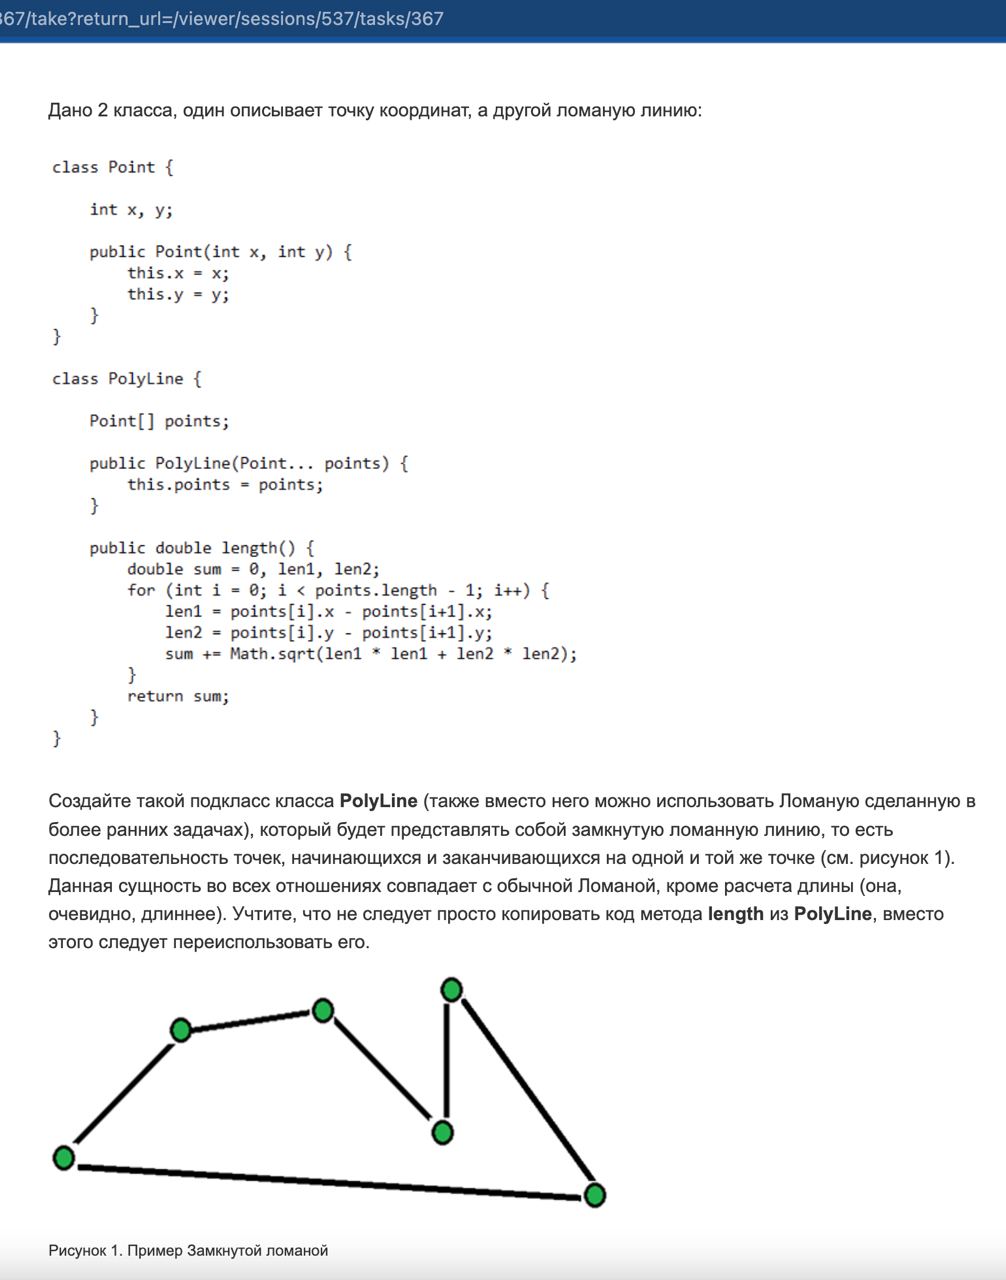 367/take?return_url=/viewer/sessions/537/tasks/367
Дано 2 класса, один описывает точку координат, а другой ломаную линию:
class Point {
int x, y;
public Point(int x, int y) {
this.x = x;
this.y = y;
}
}
class PolyLine {
Point[] points;
public PolyLine(Point... points) {
this.points = points;
}
public double length() {
double sum = 0, len1, len2;
for (int i = 0; i < points.length - 1; i++) {
len1 = points[i].x - points[i+1].x;
len2 = points[i].y - points[i+1].y;
sum += Math.sqrt(len1 * len1 + len2 * len2);
}
return sum;
}
}
Создайте такой подкласс класса PolyLine (также вместо него можно использовать Ломаную сделанную в
более ранних задачах), который будет представлять собой замкнутую ломанную линию, то есть
последовательность точек, начинающихся и заканчивающихся на одной и той же точке (см. рисунок 1).
Данная сущность во всех отношениях совпадает с обычной Ломаной, кроме расчета длины (она,
очевидно, длиннее). Учтите, что не следует просто копировать код метода length из PolyLine, вместо
этого следует переиспользовать его.
Рисунок 1. Пример Замкнутой ломаной